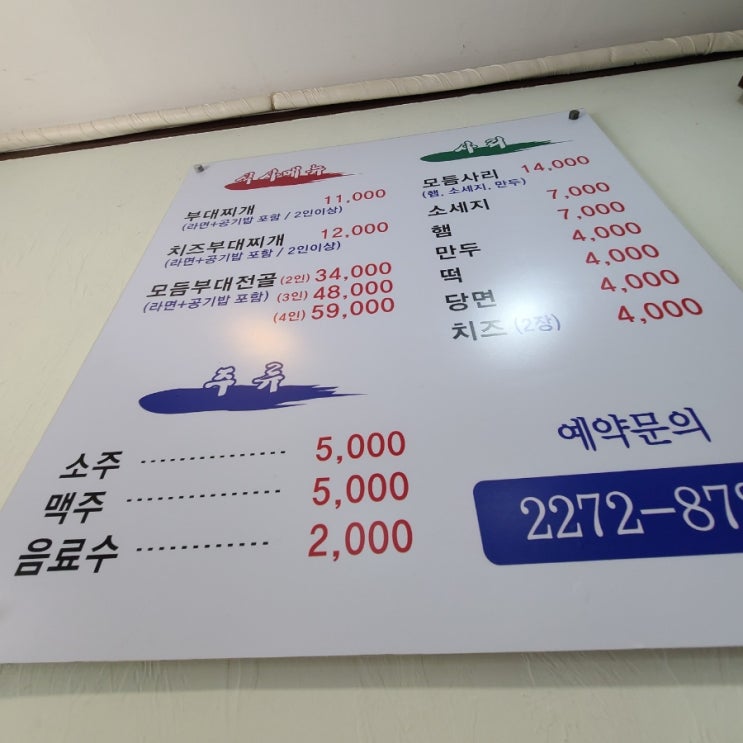 식사메뉴
부대찌개 11,000
(라면+공기밥 포함 / 2인이상)
치즈부대찌개 12,000
(라면+공기밥 포함 / 2인이상)
모듬부대전골 (2인) 34,000
(라면+공기밥 포함) (3인) 48,000
(4인) 59,000
사리
모듬사리 14,000
(햄, 소세지, 만두)
소세지 7,000
햄 7,000
만두 4,000
떡 4,000
당면 4,000
치즈 (2장) 4,000
주류
소주 ............... 5,000
맥주 ............... 5,000
음료수 ............... 2,000
예약문의
2272-87